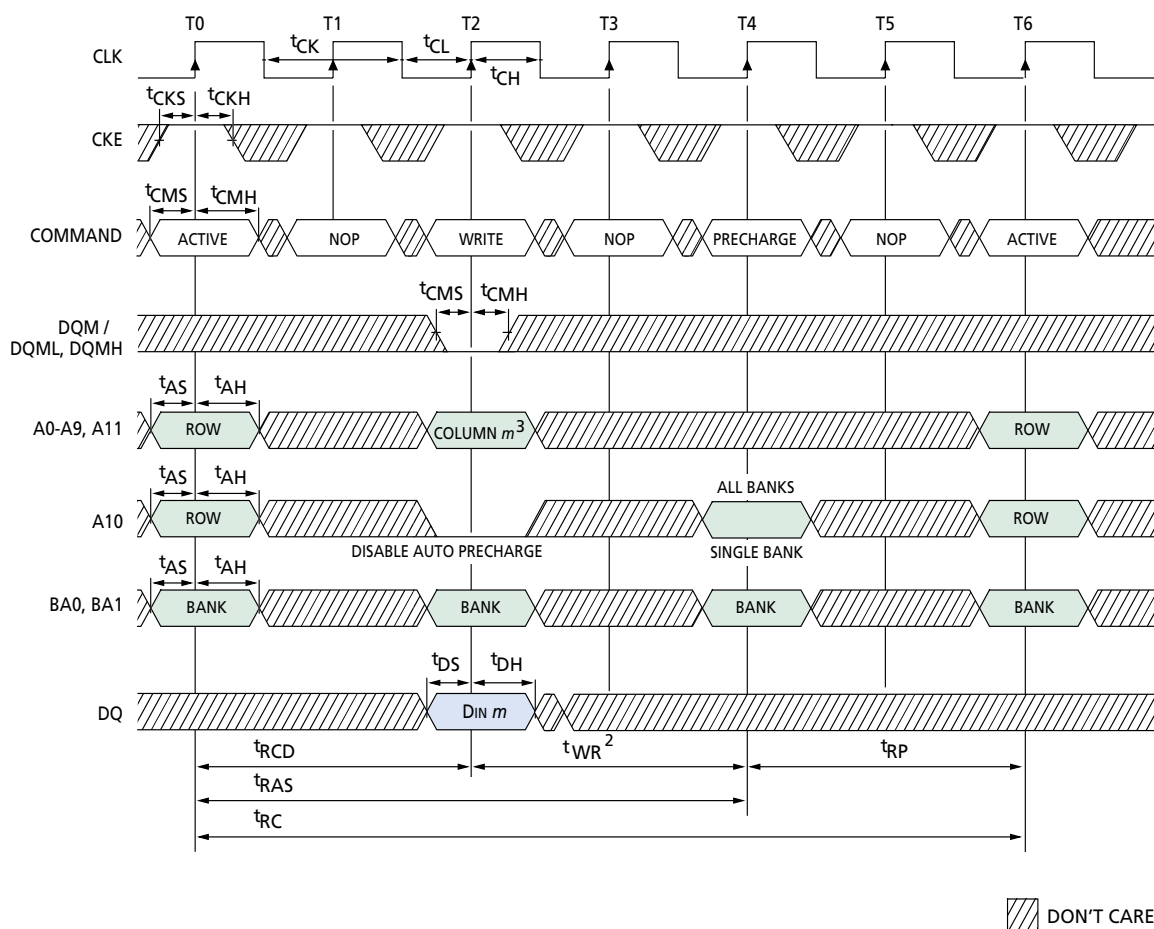 T0 T1 T2 T3 T4 T5 T6
CLK
tCK tCL tCH
tCKS tCKH
CKE
tCMS tCMH
COMMAND ACTIVE NOP WRITE NOP PRECHARGE NOP ACTIVE
tCMS tCMH
DQM /
DQML, DQMH
tAS tAH
A0-A9, A11 ROW COLUMN m3 ROW
tAS tAH
ALL BANKS
A10 ROW ROW
DISABLE AUTO PRECHARGE SINGLE BANK
tAS tAH
BA0, BA1 BANK BANK BANK BANK
tDS tDH
DQ DIN m
tRCD tWR2 tRP
tRAS
tRC
DON'T CARE